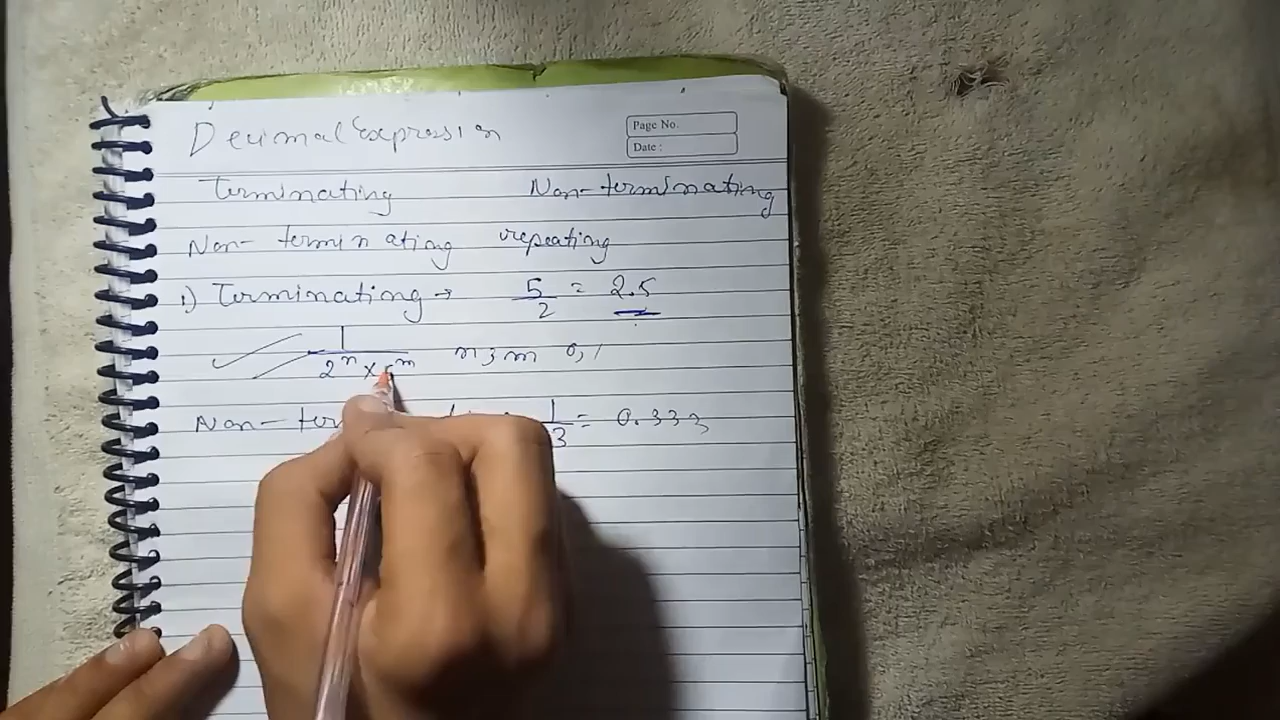 Decimal Expression
Page No.
Date :
Terminating Non-terminating
Non-terminating repeating
1) Terminating → 5/2 = 2.5
1/2ⁿ × 5ᵐ n, m 0, 1
Non- ter 1/3 = 0.333